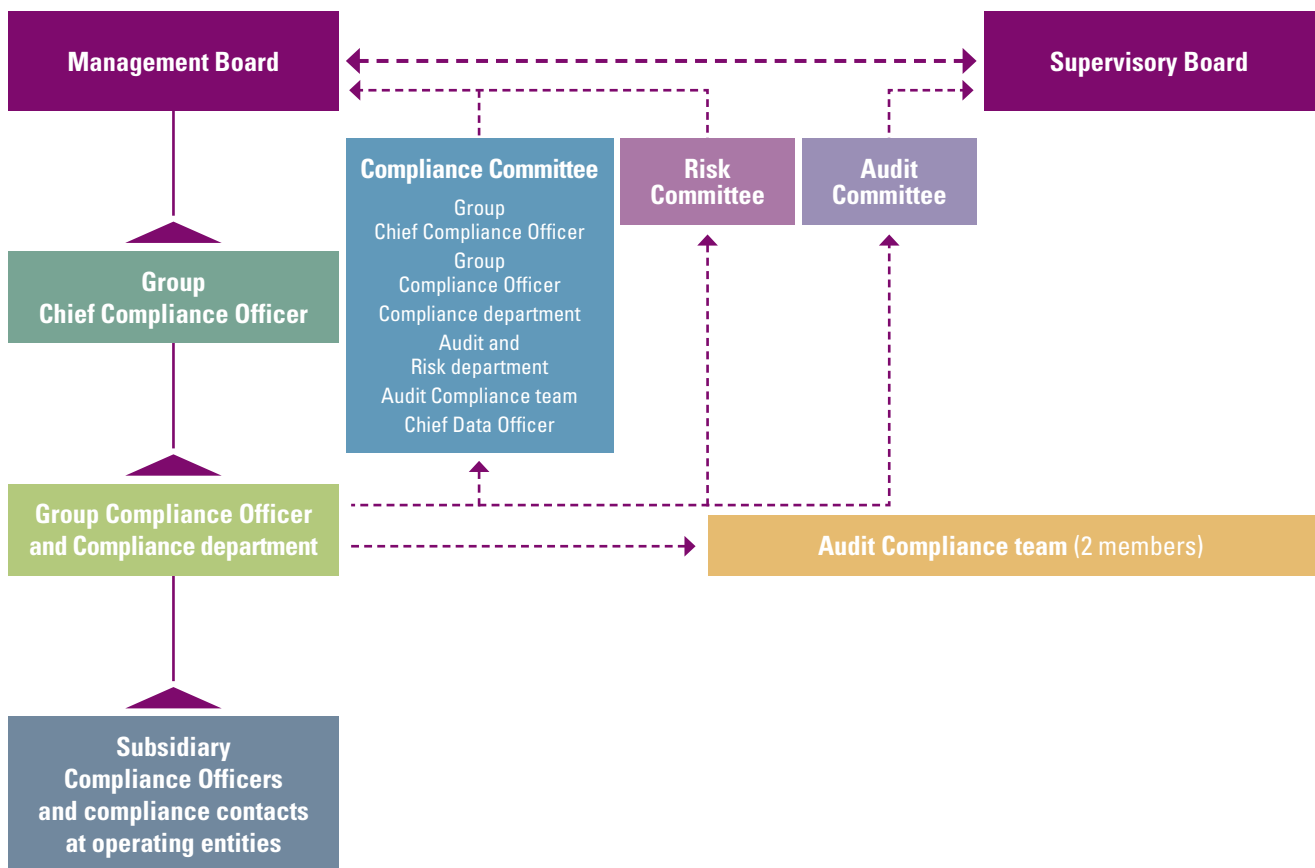 Management Board
Supervisory Board
Compliance Committee
Group
Chief Compliance Officer
Group
Compliance Officer
Compliance department
Audit and
Risk department
Audit Compliance team
Chief Data Officer
Risk
Committee
Audit
Committee
Group
Chief Compliance Officer
Group Compliance Officer
and Compliance department
Audit Compliance team (2 members)
Subsidiary
Compliance Officers
and compliance contacts
at operating entities